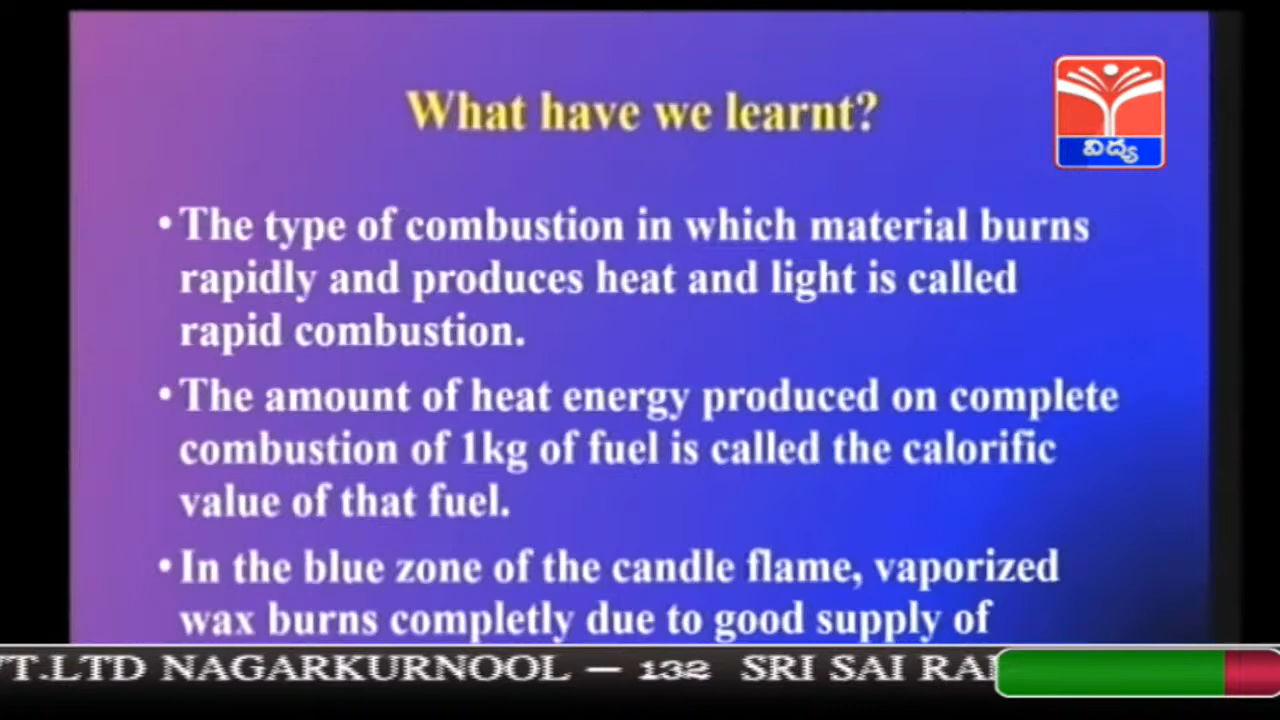 What have we learnt?
విద్య
• The type of combustion in which material burns
rapidly and produces heat and light is called
rapid combustion.
• The amount of heat energy produced on complete
combustion of 1kg of fuel is called the calorific
value of that fuel.
• In the blue zone of the candle flame, vaporized
wax burns completly due to good supply of
T.LTD NAGARKURNOOL – 132 SRI SAI